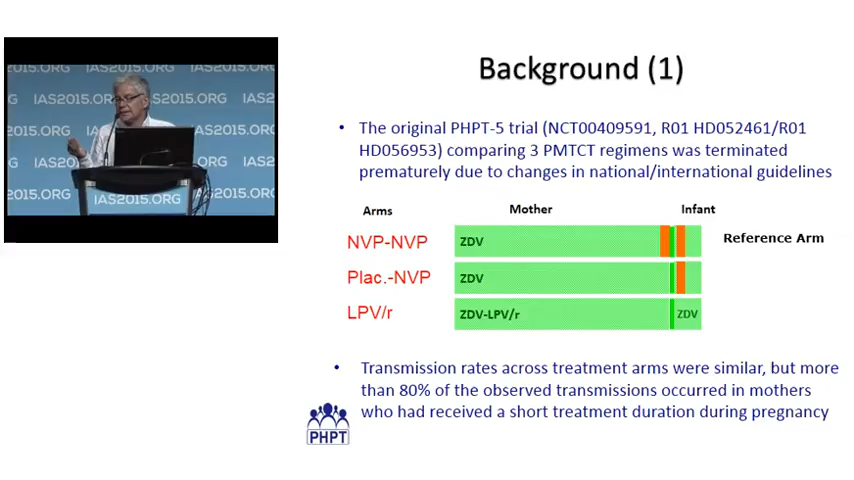 IAS2015.ORG
IAS2015.ORG
IAS2015.ORG
Background (1)
• The original PHPT-5 trial (NCT00409591, R01 HD052461/R01
HD056953) comparing 3 PMTCT regimens was terminated
prematurely due to changes in national/international guidelines
Arms Mother Infant
NVP-NVP ZDV Reference Arm
Plac.-NVP ZDV
LPV/r ZDV-LPV/r ZDV
• Transmission rates across treatment arms were similar, but more
than 80% of the observed transmissions occurred in mothers
who had received a short treatment duration during pregnancy
PHPT